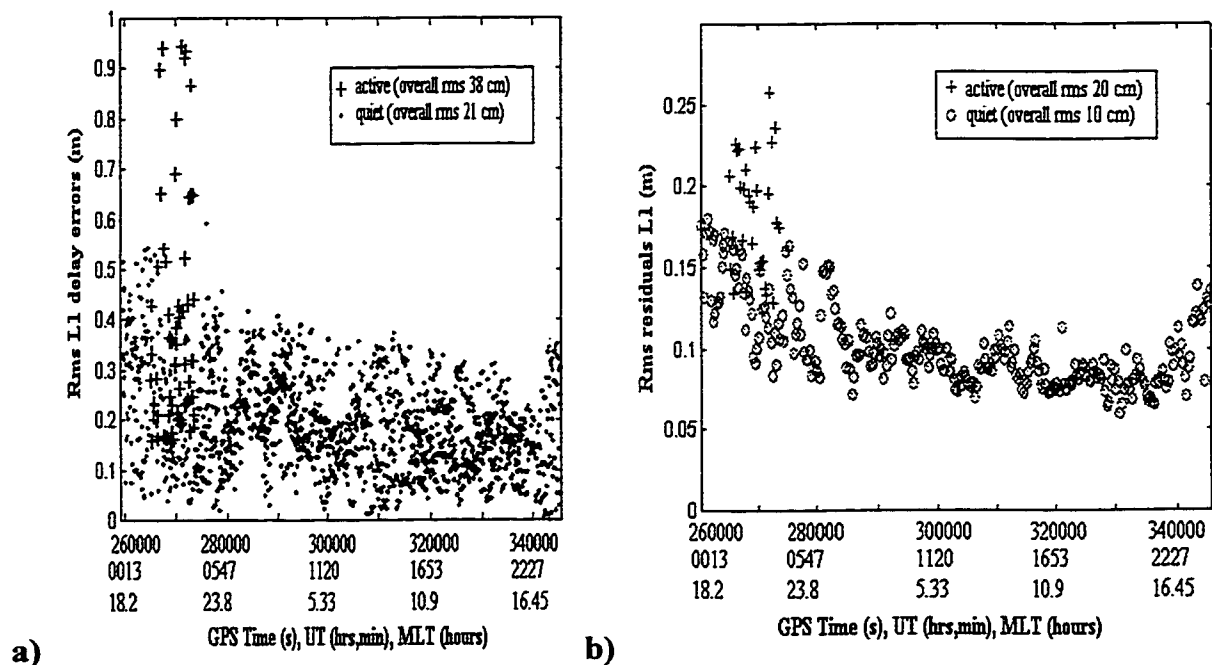 1
0.9
0.8
0.7
0.6
0.5
0.4
0.3
0.2
0.1
0
Rms L1 delay errors (m)
active (overall rms 38 cm)
quiet (overall rms 21 cm)
260000 280000 300000 320000 340000
0013 0547 1120 1653 2227
18.2 23.8 5.33 10.9 16.45
GPS Time (s), UT (hrs,min), MLT (hours)
a)
0.25
0.2
0.15
0.1
0.05
0
Rms residuals L1 (m)
active (overall rms 20 cm)
quiet (overall rms 10 cm)
260000 280000 300000 320000 340000
0013 0547 1120 1653 2227
18.2 23.8 5.33 10.9 16.45
GPS Time (s), UT (hrs,min), MLT (hours)
b)